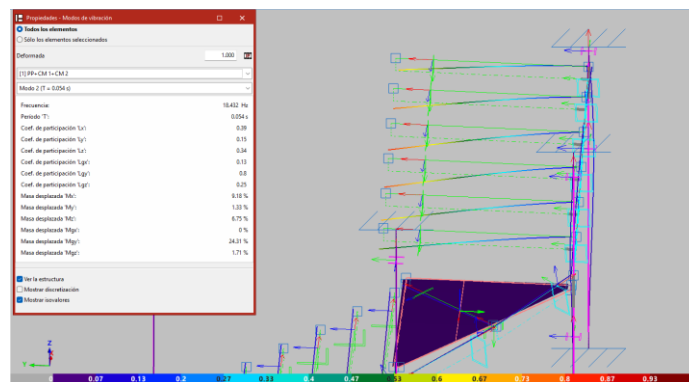 Propiedades - Modos de vibración
Todos los elementos
Sólo los elementos seleccionados
Deformada 1.000
[1] PP+CM 1+CM 2
Modo 2 (T = 0.054 s)
Frecuencia: 18.432 Hz
Periodo 'T': 0.054 s
Coef. de participación 'Lx': 0.39
Coef. de participación 'Ly': 0.15
Coef. de participación 'Lz': 0.34
Coef. de participación 'Lgx': 0.13
Coef. de participación 'Lgy': 0.8
Coef. de participación 'Lgz': 0.25
Masa desplazada 'Mx': 9.18 %
Masa desplazada 'My': 1.33 %
Masa desplazada 'Mz': 6.75 %
Masa desplazada 'Mgx': 0 %
Masa desplazada 'Mgy': 24.31 %
Masa desplazada 'Mgz': 1.71 %
Ver la estructura
Mostrar discretización
Mostrar isovalores
Z
Y
0 0.07 0.13 0.2 0.27 0.33 0.4 0.47 0.53 0.6 0.67 0.73 0.8 0.87 0.93